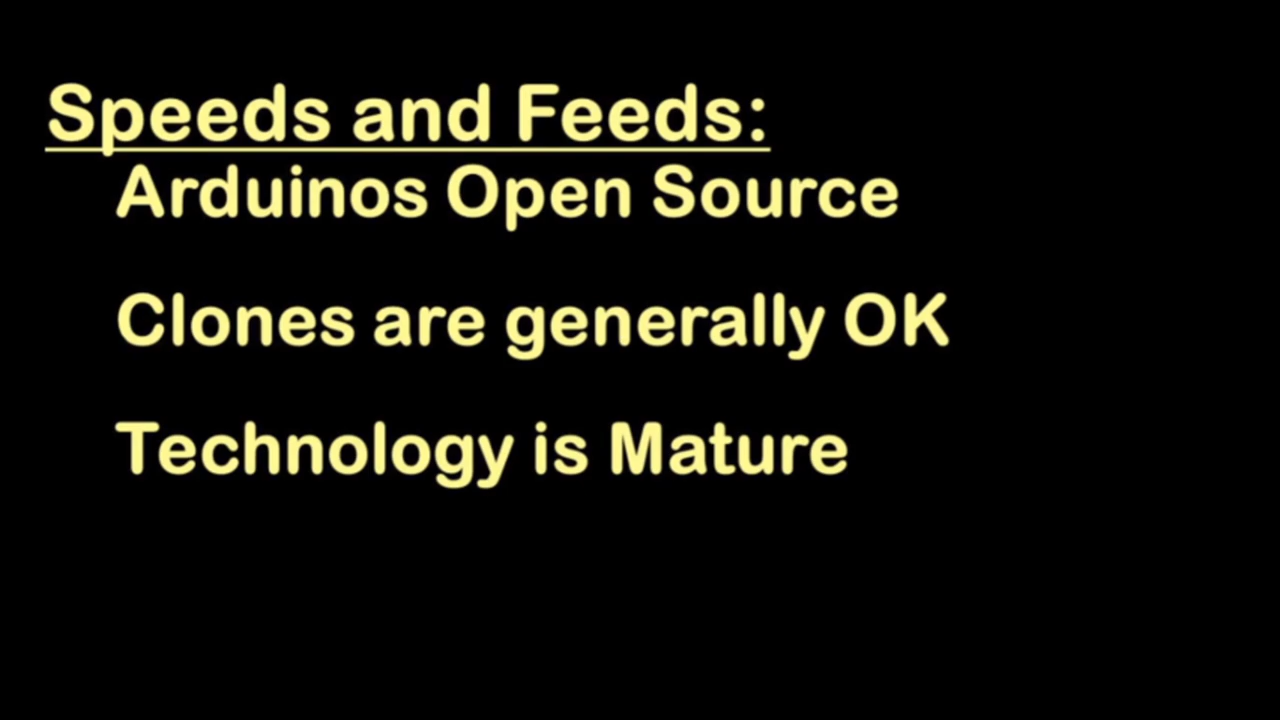 Speeds and Feeds:
Arduinos Open Source
Clones are generally OK
Technology is Mature